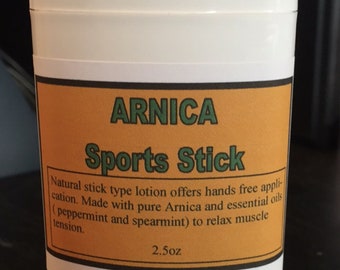 ARNICA
Sports Stick
Natural stick type lotion offers hands free appli-
cation. Made with pure Arnica and essential oils
( peppermint and spearmint) to relax muscle
tension.
2.5oz